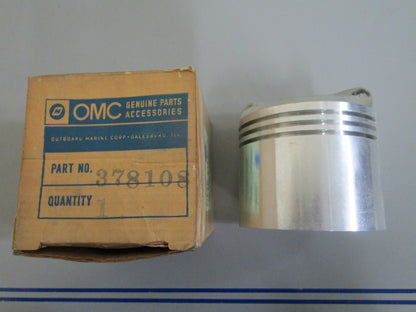 OMC GENUINE PARTS
ACCESSORIES
OUTBOARD MARINE CORP. GALESBURG, ILL.
PART NO. 378108
QUANTITY 1